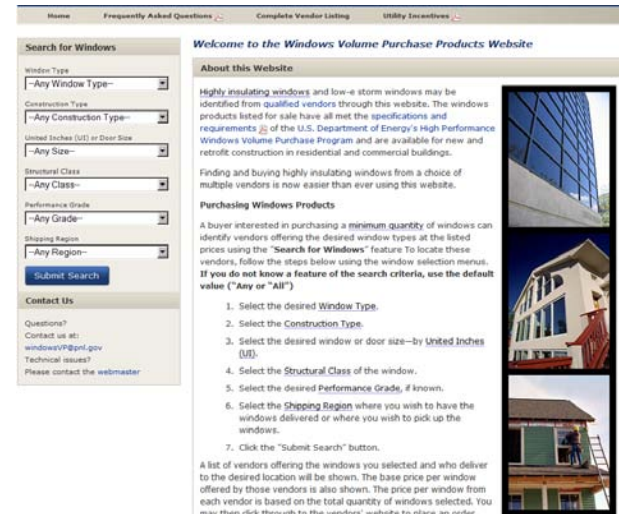 Home Frequently Asked Questions Complete Vendor Listing Utility Incentives
Search for Windows
Window Type
--Any Window Type--
Construction Type
--Any Construction Type--
United Inches (UI) or Door Size
--Any Size--
Structural Class
--Any Class--
Performance Grade
--Any Grade--
Shipping Region
--Any Region--
Submit Search
Contact Us
Questions?
Contact us at:
windowsVP@pnl.gov
Technical issues?
Please contact the webmaster
Welcome to the Windows Volume Purchase Products Website
About this Website
Highly insulating windows and low-e storm windows may be
identified from qualified vendors through this website. The windows
products listed for sale have all met the specifications and
requirements of the U.S. Department of Energy's High Performance
Windows Volume Purchase Program and are available for new and
retrofit construction in residential and commercial buildings.
Finding and buying highly insulating windows from a choice of
multiple vendors is now easier than ever using this website.
Purchasing Windows Products
A buyer interested in purchasing a minimum quantity of windows can
identify vendors offering the desired window types at the listed
prices using the "Search for Windows" feature To locate these
vendors, follow the steps below using the window selection menus.
If you do not know a feature of the search criteria, use the default
value ("Any or "All")
1. Select the desired Window Type.
2. Select the Construction Type.
3. Select the desired window or door size—by United Inches
(UI).
4. Select the Structural Class of the window.
5. Select the desired Performance Grade, if known.
6. Select the Shipping Region where you wish to have the
windows delivered or where you wish to pick up the
windows.
7. Click the "Submit Search" button.
A list of vendors offering the windows you selected and who deliver
to the desired location will be shown. The base price per window
offered by those vendors is also shown. The price per window from
each vendor is based on the total quantity of windows selected. You
may then click through to the vendors' website to place an order